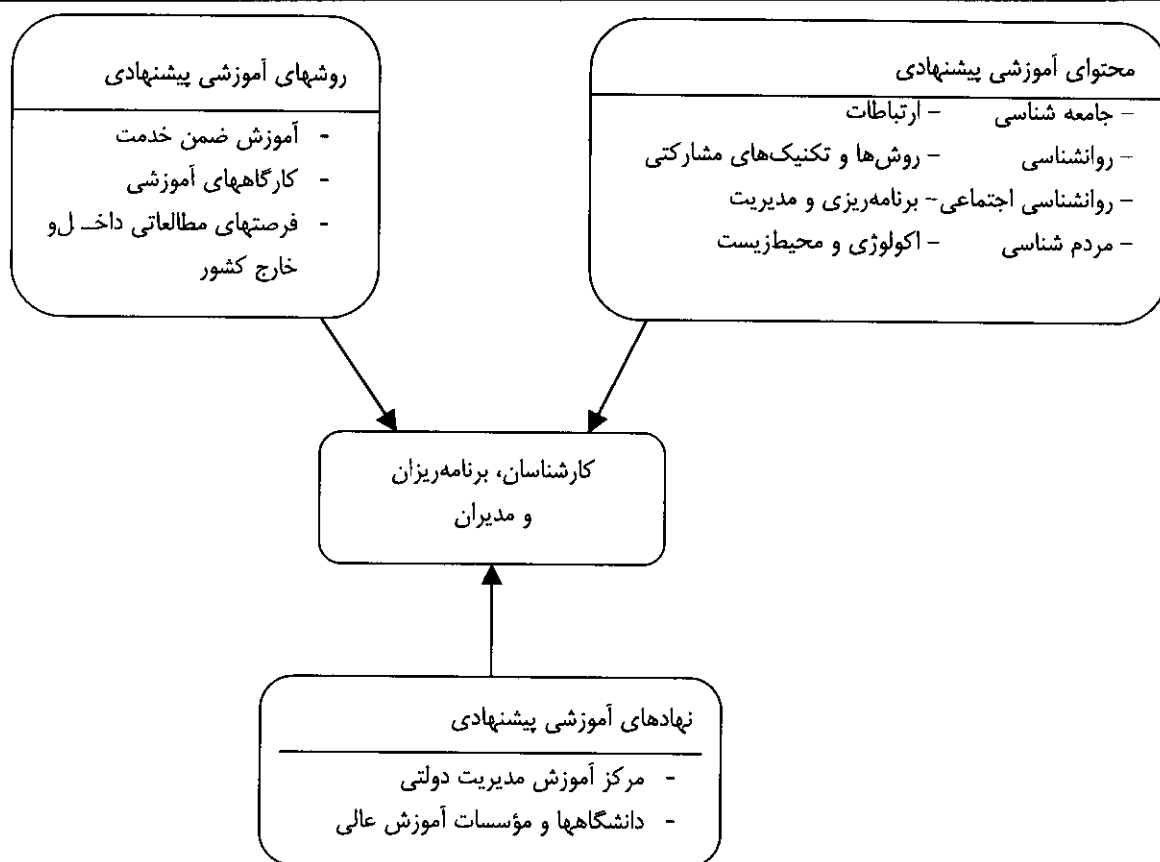 محتوای آموزشی پیشنهادی
– جامعه شناسی – ارتباطات
– روانشناسی – روش‌ها و تکنیک‌های مشارکتی
– روانشناسی اجتماعی – برنامه‌ریزی و مدیریت
– مردم شناسی – اکولوژی و محیط‌زیست
روشهای آموزشی پیشنهادی
- آموزش ضمن خدمت
- کارگاههای آموزشی
- فرصتهای مطالعاتی داخـ ل و
خارج کشور
کارشناسان، برنامه‌ریزان
و مدیران
نهادهای آموزشی پیشنهادی
- مرکز آموزش مدیریت دولتی
- دانشگاهها و مؤسسات آموزش عالی